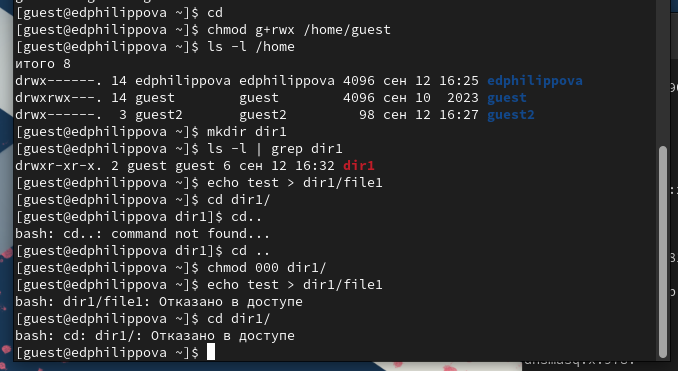 [guest@edphilippova ~]$ cd
[guest@edphilippova ~]$ chmod g+rwx /home/guest
[guest@edphilippova ~]$ ls -l /home
итого 8
drwx------. 14 edphilippova edphilippova 4096 сен 12 16:25 edphilippova
drwxrwx---. 14 guest        guest        4096 сен 10  2023 guest
drwx------.  3 guest2       guest2         98 сен 12 16:27 guest2
[guest@edphilippova ~]$ mkdir dir1
[guest@edphilippova ~]$ ls -l | grep dir1
drwxr-xr-x. 2 guest guest 6 сен 12 16:32 dir1
[guest@edphilippova ~]$ echo test > dir1/file1
[guest@edphilippova ~]$ cd dir1/
[guest@edphilippova dir1]$ cd..
bash: cd..: command not found...
[guest@edphilippova dir1]$ cd ..
[guest@edphilippova ~]$ chmod 000 dir1/
[guest@edphilippova ~]$ echo test > dir1/file1
bash: dir1/file1: Отказано в доступе
[guest@edphilippova ~]$ cd dir1/
bash: cd: dir1/: Отказано в доступе
[guest@edphilippova ~]$